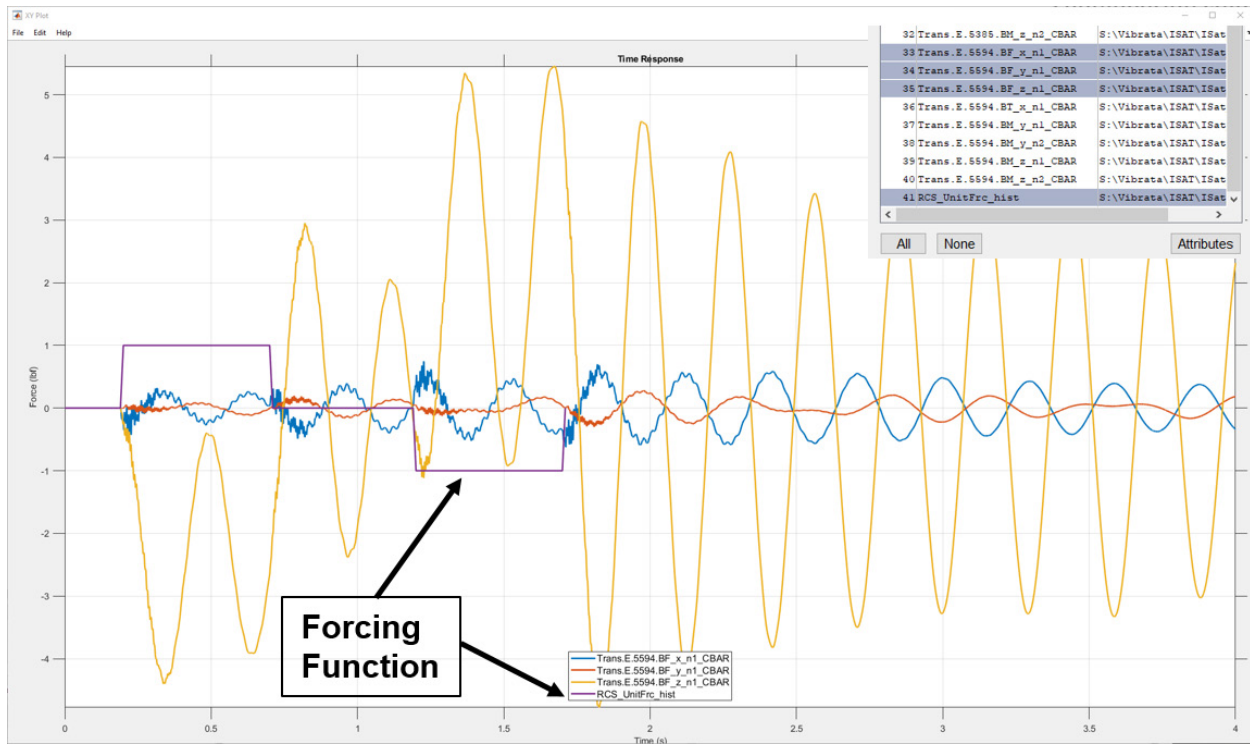 XY Plot
File Edit Help
Time Response
32 Trans.E.5385.BM_z_n2_CBAR S:\Vibrata\ISAT\ISat
33 Trans.E.5594.BF_x_n1_CBAR S:\Vibrata\ISAT\ISat
34 Trans.E.5594.BF_y_n1_CBAR S:\Vibrata\ISAT\ISat
35 Trans.E.5594.BF_z_n1_CBAR S:\Vibrata\ISAT\ISat
36 Trans.E.5594.BT_x_n1_CBAR S:\Vibrata\ISAT\ISat
37 Trans.E.5594.BM_y_n1_CBAR S:\Vibrata\ISAT\ISat
38 Trans.E.5594.BM_y_n2_CBAR S:\Vibrata\ISAT\ISat
39 Trans.E.5594.BM_z_n1_CBAR S:\Vibrata\ISAT\ISat
40 Trans.E.5594.BM_z_n2_CBAR S:\Vibrata\ISAT\ISat
41 RCS_UnitFrc_hist S:\Vibrata\ISAT\ISat
All None Attributes
5
4
3
2
1
0
-1
-2
-3
-4
Force (lbf)
Forcing
Function
Trans.E.5594.BF_x_n1_CBAR
Trans.E.5594.BF_y_n1_CBAR
Trans.E.5594.BF_z_n1_CBAR
RCS_UnitFrc_hist
0 0.5 1 1.5 2 2.5 3 3.5 4
Time (s)